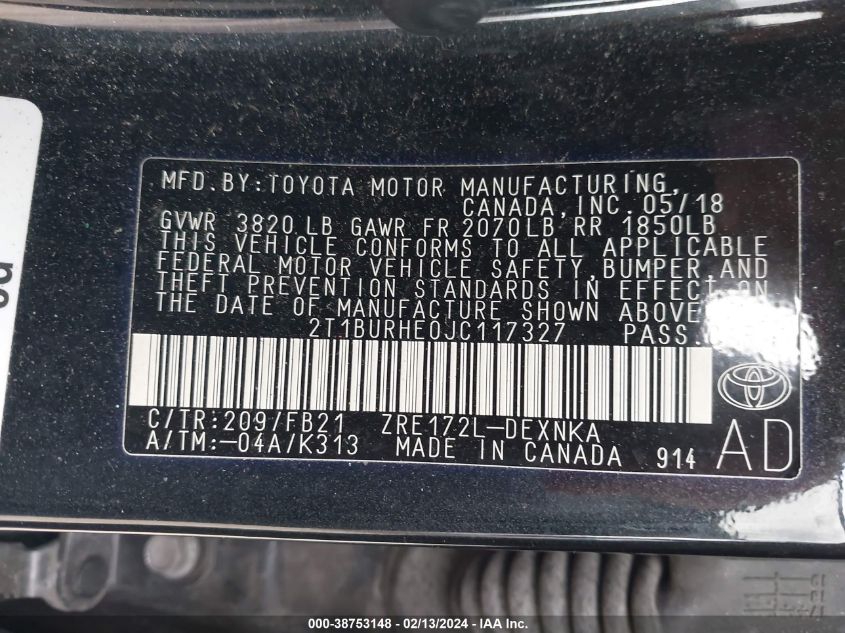 MFD.BY:TOYOTA MOTOR MANUFACTURING,
CANADA,INC.05/18
GVWR 3820 LB GAWR FR 2070LB RR 1850LB
THIS VEHICLE CONFORMS TO ALL APPLICABLE
FEDERAL MOTOR VEHICLE SAFETY,BUMPER,AND
THEFT PREVENTION STANDARDS IN EFFECT ON
THE DATE OF MANUFACTURE SHOWN ABOVE.
2T1BURHE0JC117327 PASS.
C/TR:209/FB21 ZRE172L-DEXNKA
A/TM:-04A/K313 MADE IN CANADA 914
AD
000-38753148 - 02/13/2024 - IAA Inc.